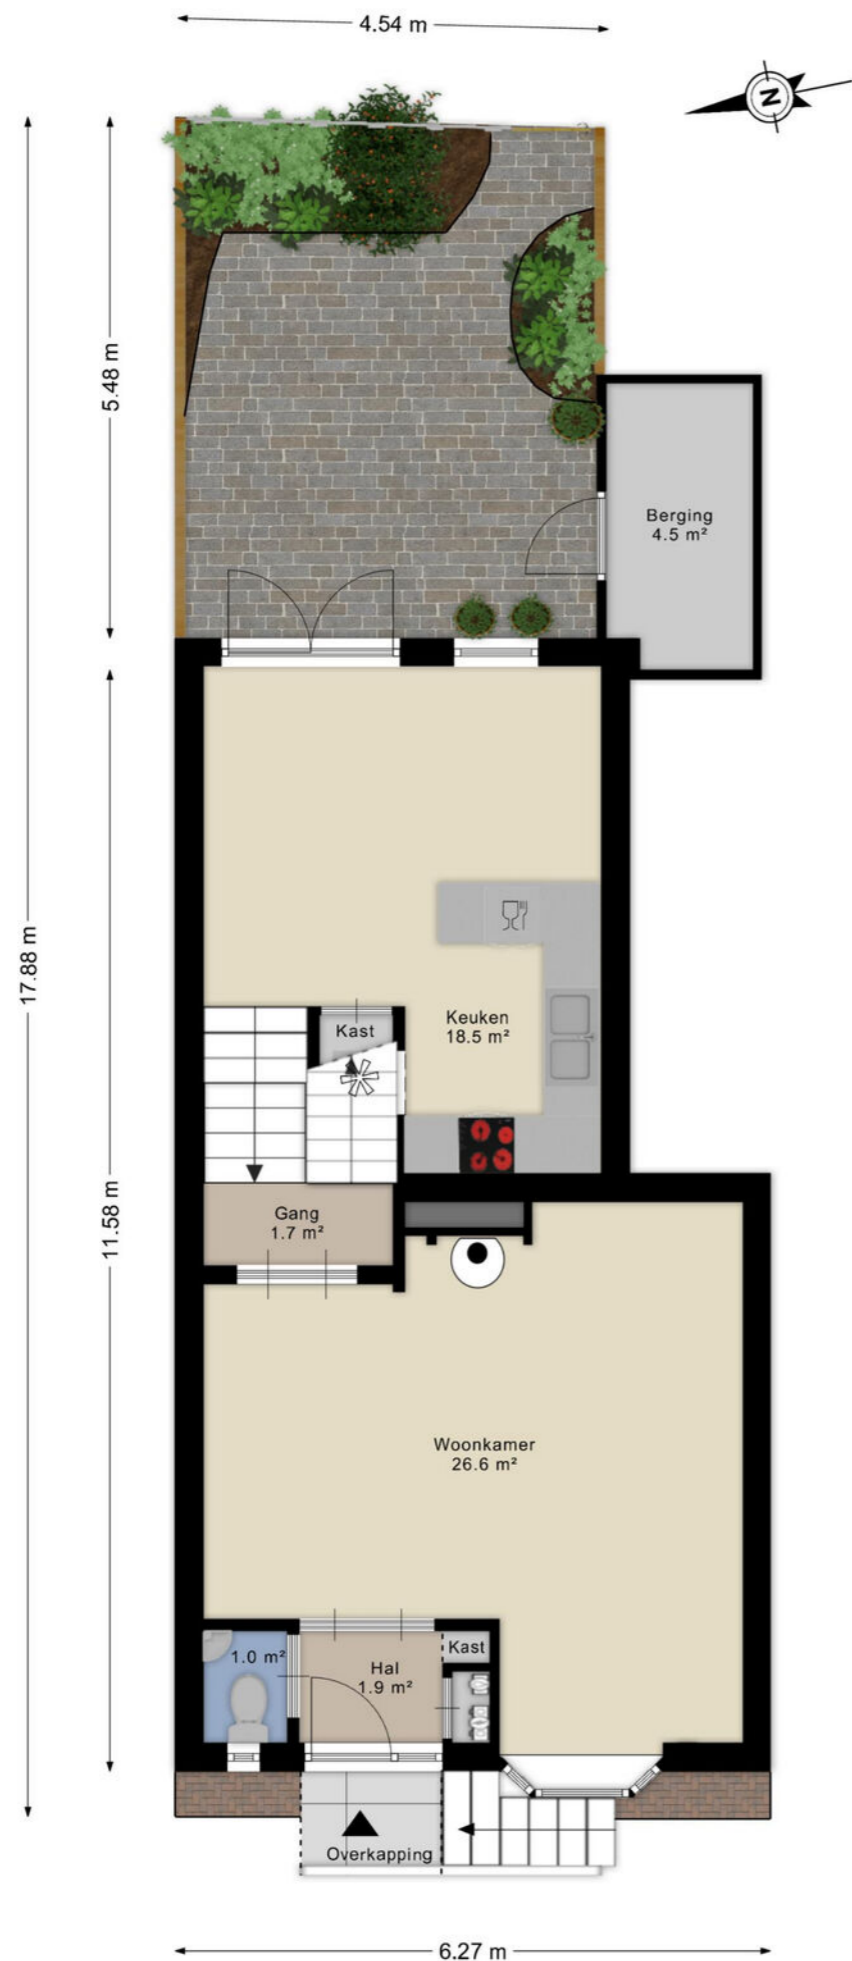 4.54 m
N
5.48 m
Berging
4.5 m²
17.88 m
Kast
Keuken
18.5 m²
11.58 m
Gang
1.7 m²
Woonkamer
26.6 m²
1.0 m²
Kast
Hal
1.9 m²
Overkapping
6.27 m